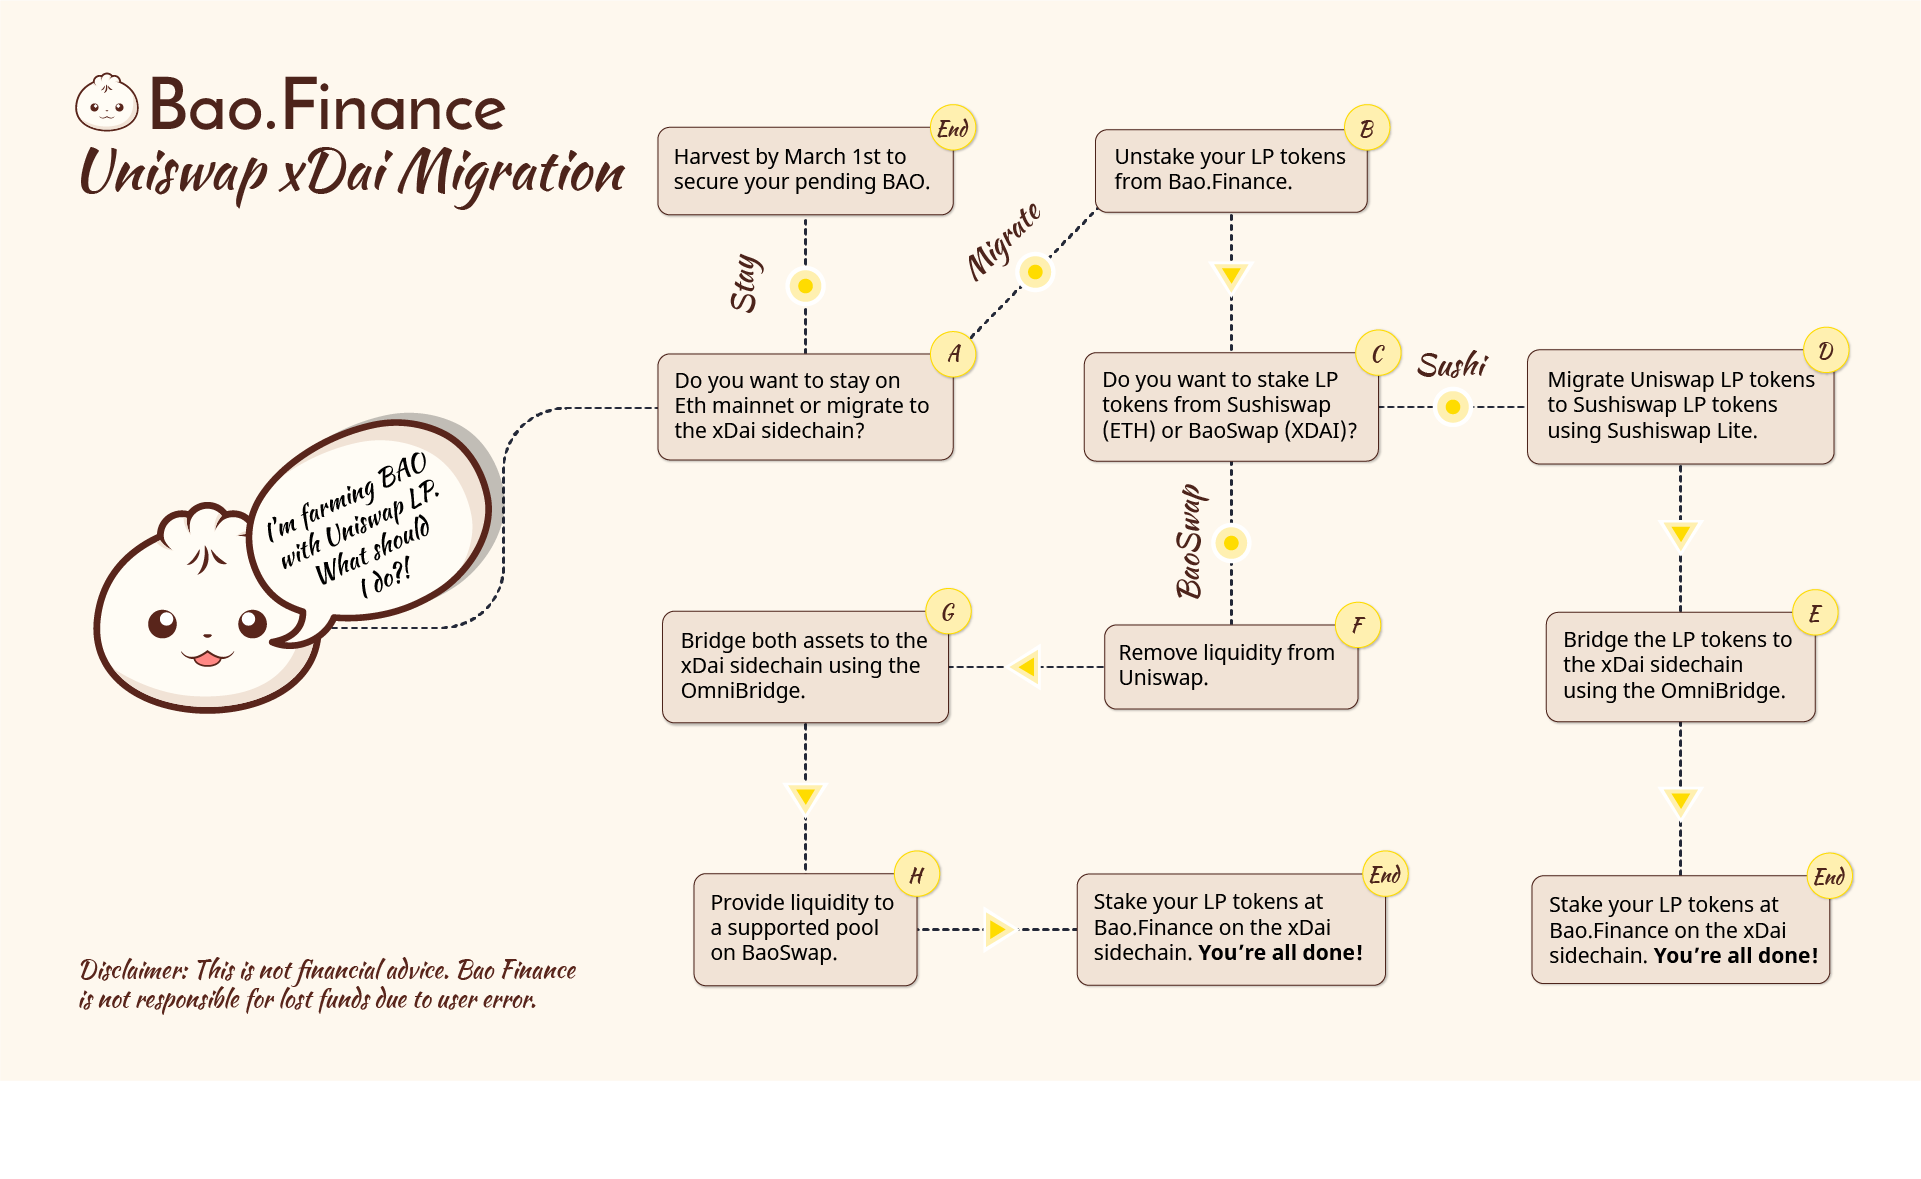 Bao.Finance
Uniswap xDai Migration
End
Harvest by March 1st to
secure your pending BAO.
Stay
Migrate
A
Do you want to stay on
Eth mainnet or migrate to
the xDai sidechain?
B
Unstake your LP tokens
from Bao.Finance.
C
Do you want to stake LP
tokens from Sushiswap
(ETH) or BaoSwap (XDAI)?
Sushi
D
Migrate Uniswap LP tokens
to Sushiswap LP tokens
using Sushiswap Lite.
I'm farming BAO
with Uniswap LP.
What should
I do?!
BaoSwap
G
Bridge both assets to the
xDai sidechain using the
OmniBridge.
F
Remove liquidity from
Uniswap.
E
Bridge the LP tokens to
the xDai sidechain
using the OmniBridge.
H
Provide liquidity to
a supported pool
on BaoSwap.
End
Stake your LP tokens at
Bao.Finance on the xDai
sidechain. You’re all done!
End
Stake your LP tokens at
Bao.Finance on the xDai
sidechain. You’re all done!
Disclaimer: This is not financial advice. Bao Finance
is not responsible for lost funds due to user error.